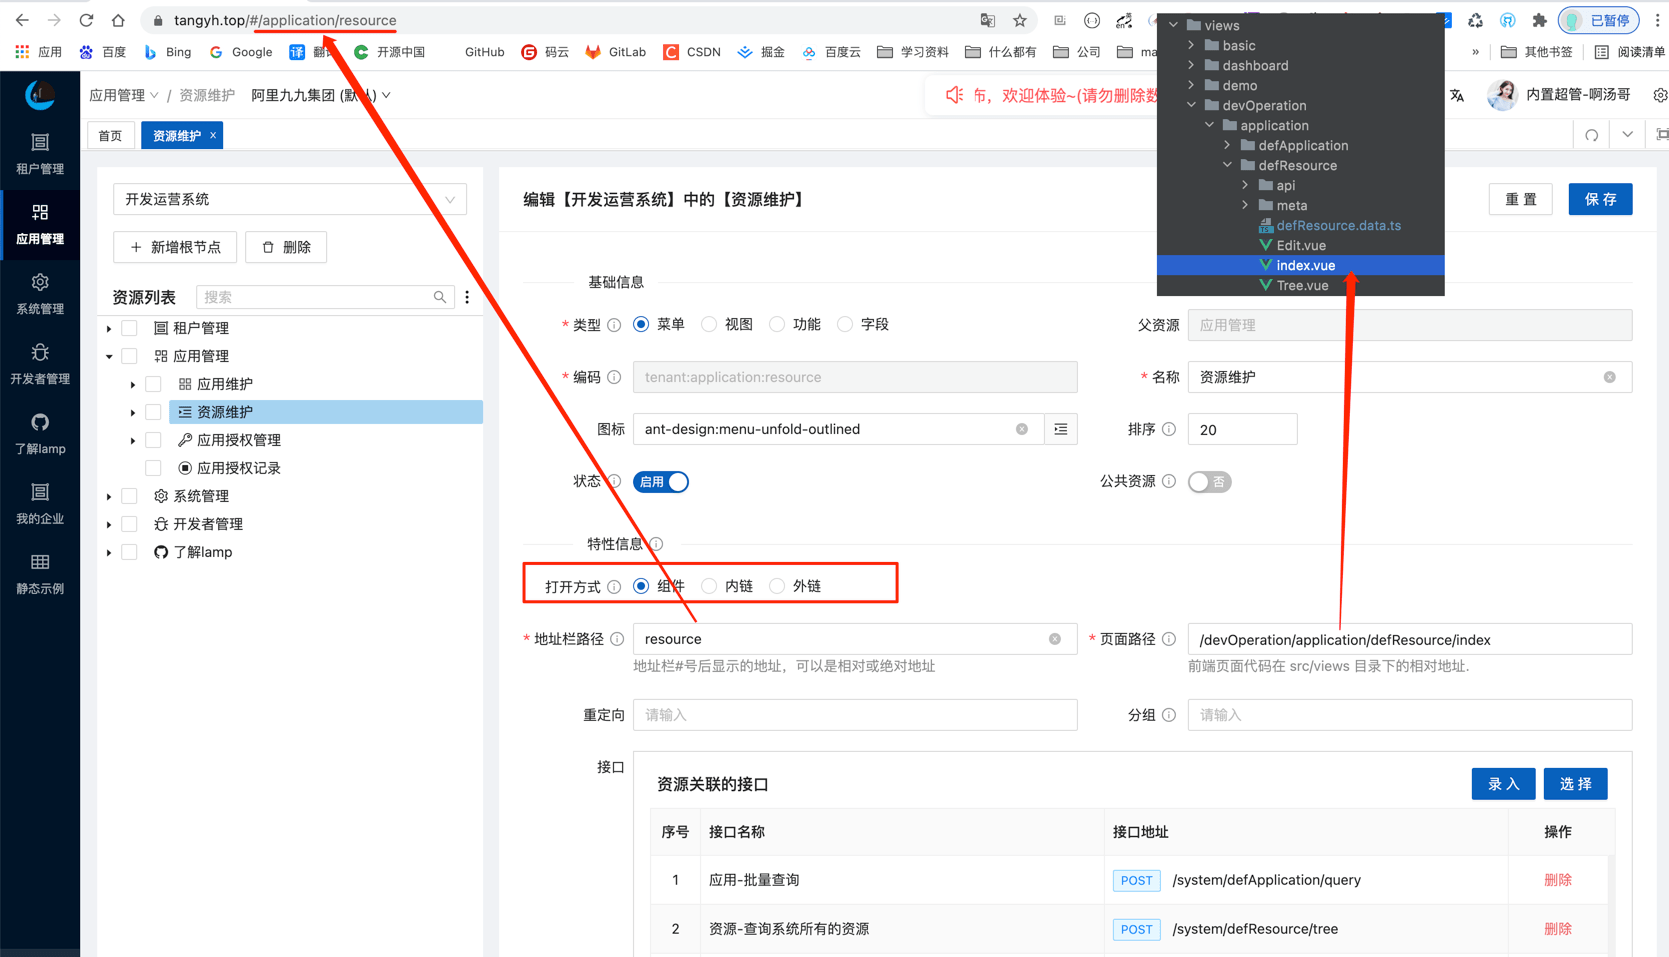 tangyh.top/#/application/resource
已暂停
应用 百度 Bing Google 翻译 开源中国 GitHub 码云 GitLab CSDN 掘金 百度云 学习资料 什么都有 公司 » 其他书签 阅读清单
views
basic
dashboard
demo
devOperation
application
defApplication
defResource
api
meta
defResource.data.ts
Edit.vue
index.vue
Tree.vue
应用管理 / 资源维护 阿里九九集团 (默认)
布，欢迎体验~(请勿删除数
内置超管-啊汤哥
首页 资源维护 ×
租户管理
应用管理
系统管理
开发者管理
了解lamp
我的企业
静态示例
开发运营系统
+ 新增根节点 删除
资源列表 搜索
租户管理
应用管理
应用维护
资源维护
应用授权管理
应用授权记录
系统管理
开发者管理
了解lamp
编辑【开发运营系统】中的【资源维护】 重 置 保 存
基础信息
* 类型 菜单 视图 功能 字段 父资源 应用管理
* 编码 tenant:application:resource * 名称 资源维护
图标 ant-design:menu-unfold-outlined 排序 20
状态 启用 公共资源 否
特性信息
打开方式 组件 内链 外链
* 地址栏路径 resource * 页面路径 /devOperation/application/defResource/index
地址栏#号后显示的地址，可以是相对或绝对地址 前端页面代码在 src/views 目录下的相对地址.
重定向 请输入 分组 请输入
接口 资源关联的接口 录 入 选 择
序号 接口名称 接口地址 操作
1 应用-批量查询 POST /system/defApplication/query 删除
2 资源-查询系统所有的资源 POST /system/defResource/tree 删除